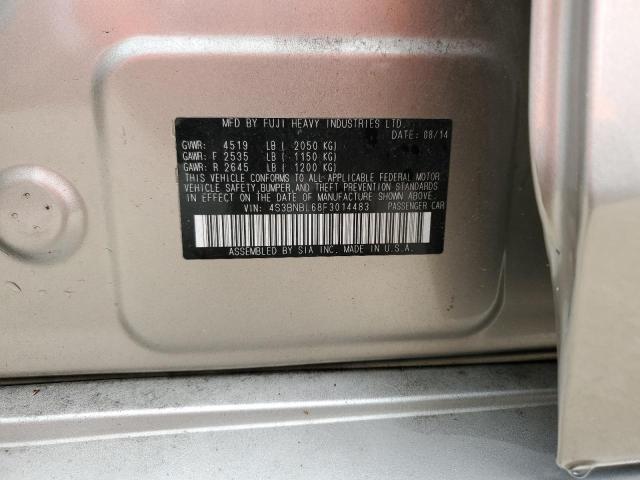 MFD BY FUJI HEAVY INDUSTRIES LTD.
DATE: 08/14
GVWR: 4519 LB ( 2050 KG)
GAWR: F 2535 LB ( 1150 KG)
GAWR: R 2645 LB ( 1200 KG)
THIS VEHICLE CONFORMS TO ALL APPLICABLE FEDERAL MOTOR
VEHICLE SAFETY, BUMPER, AND THEFT PREVENTION STANDARDS
IN EFFECT ON THE DATE OF MANUFACTURE SHOWN ABOVE.
VIN: 4S3BNBL68F3014483 PASSENGER CAR
ASSEMBLED BY SIA INC. MADE IN U.S.A.